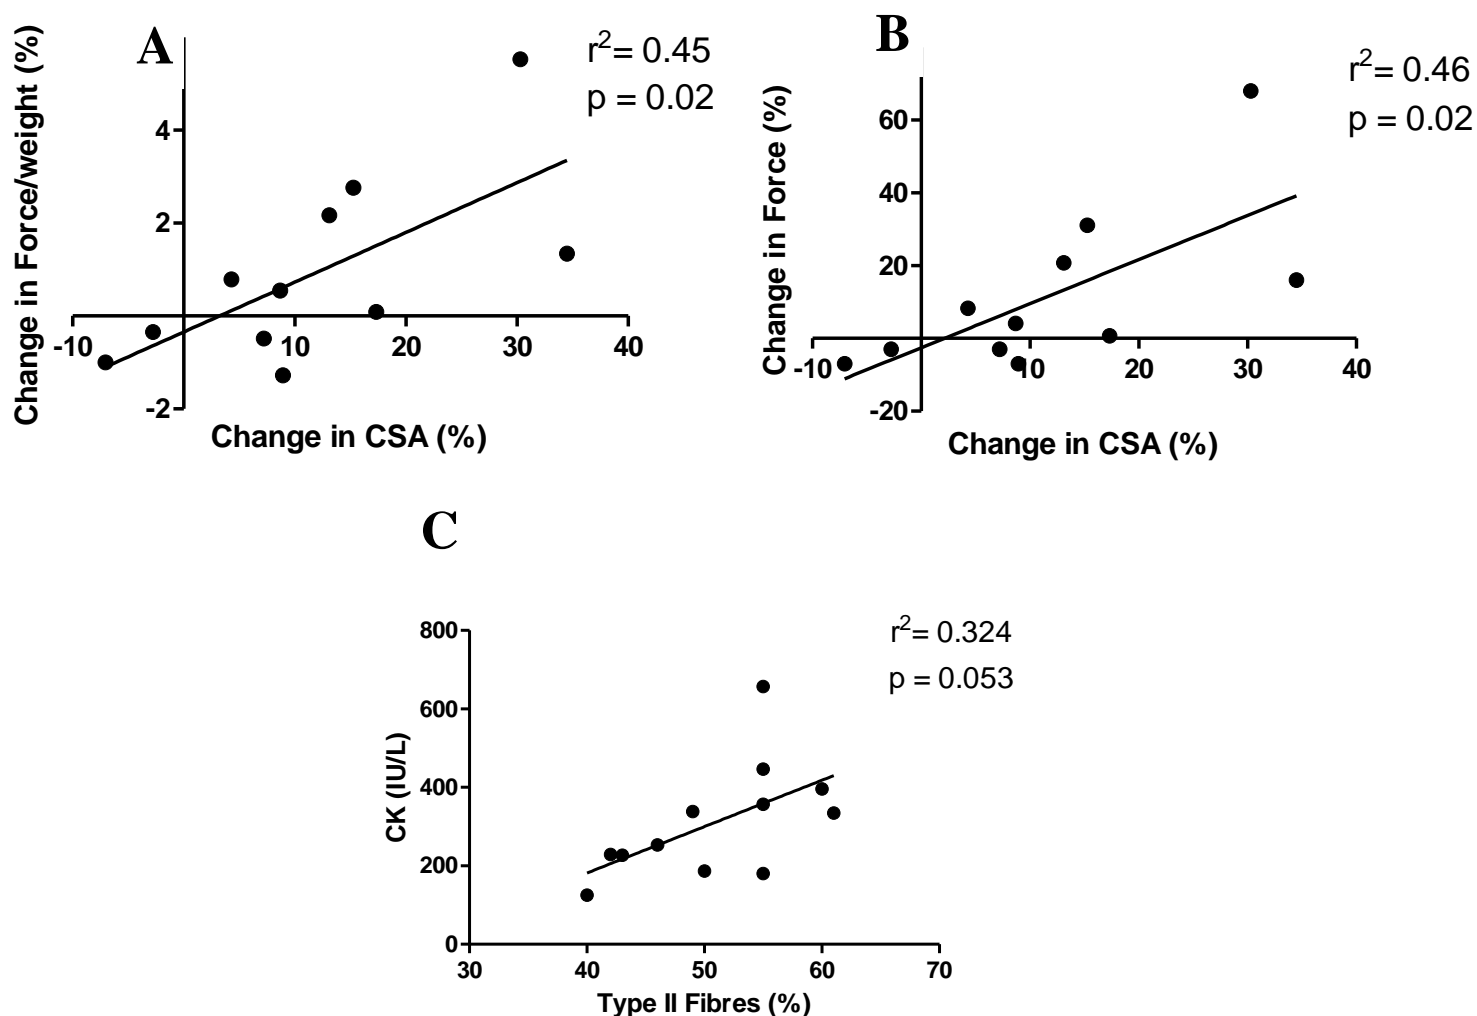 A
r²= 0.45
p = 0.02
Change in Force/weight (%)
4
2
-2
-10
10
20
30
40
Change in CSA (%)
B
r²= 0.46
p = 0.02
Change in Force (%)
60
40
20
-20
-10
10
20
30
40
Change in CSA (%)
C
r²= 0.324
p = 0.053
CK (IU/L)
800
600
400
200
0
30
40
50
60
70
Type II Fibres (%)